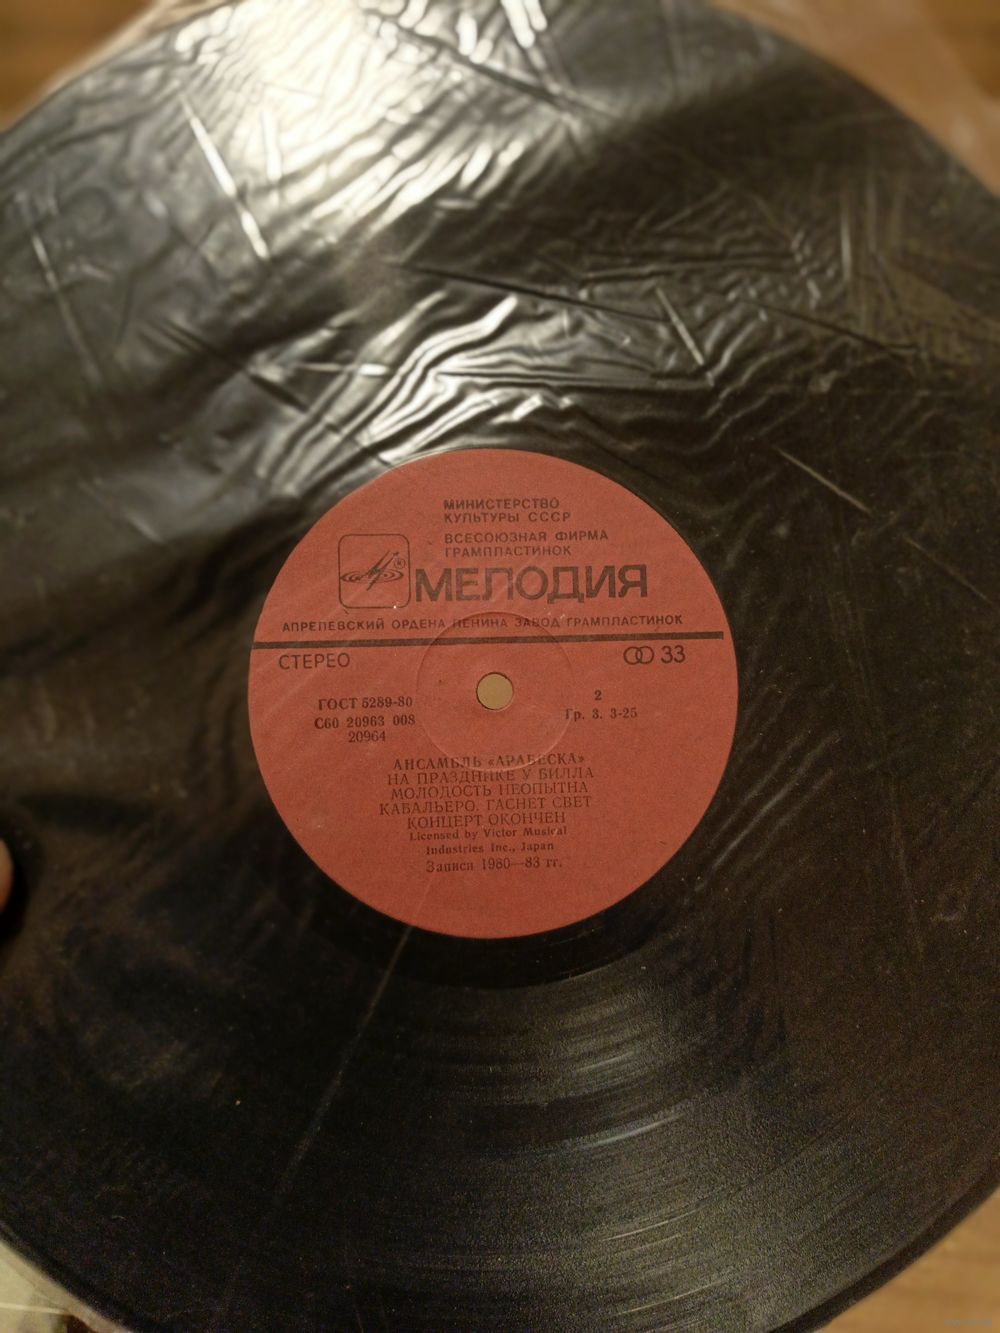 МИНИСТЕРСТВО
КУЛЬТУРЫ СССР
ВСЕСОЮЗНАЯ ФИРМА
ГРАМПЛАСТИНОК
®
МЕЛОДИЯ
АПРЕЛЕВСКИЙ ОРДЕНА ЛЕНИНА ЗАВОД ГРАМПЛАСТИНОК
СТЕРЕО
33
ГОСТ 5289-80
С60 20963 008
20964
2
Гр. 3. 3-25
АНСАМБЛЬ «АРАБЕСКА»
НА ПРАЗДНИКЕ У БИЛЛА
МОЛОДОСТЬ НЕОПЫТНА
КАБАЛЬЕРО. ГАСНЕТ СВЕТ
КОНЦЕРТ ОКОНЧЕН
Licensed by Victor Musical
Industries Inc., Japan
Записи 1980—83 гг.